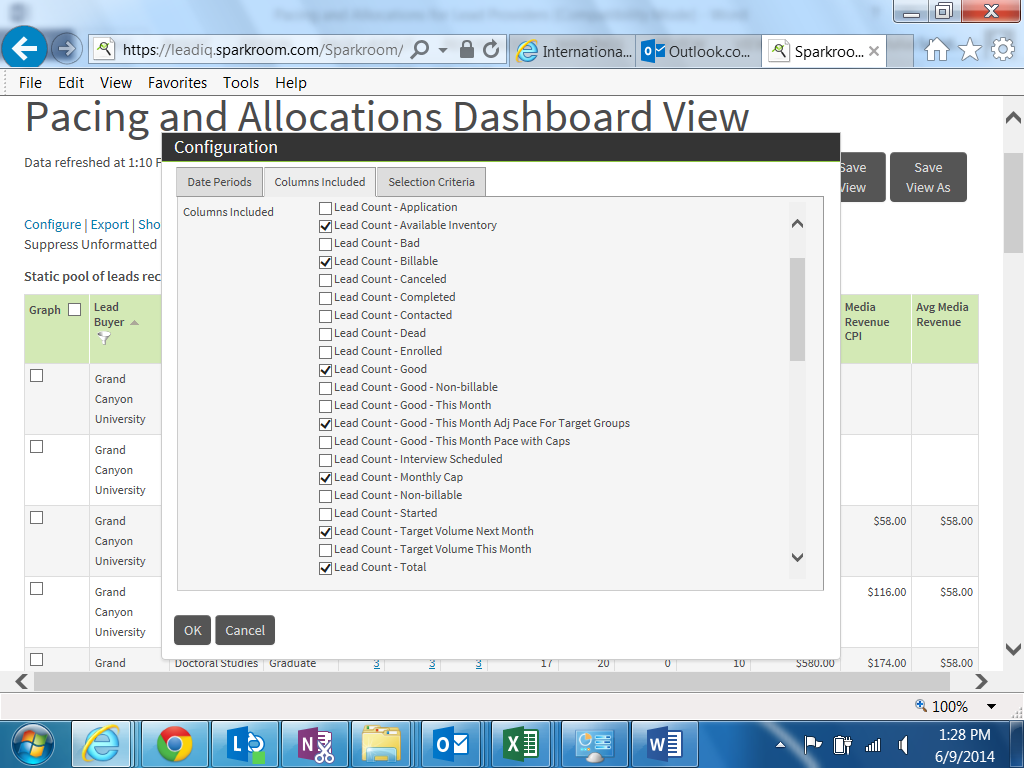 https://leadiq.sparkroom.com/Sparkroom/
Internationa...
Outlook.co...
Sparkroo...
File Edit View Favorites Tools Help
Pacing and Allocations Dashboard View
Data refreshed at 1:10
Save
View
Save
View As
Configuration
Date Periods
Columns Included
Selection Criteria
Configure | Export | Sho
Suppress Unformatted
Static pool of leads rec
Columns Included
Lead Count - Application
Lead Count - Available Inventory
Lead Count - Bad
Lead Count - Billable
Lead Count - Canceled
Lead Count - Completed
Lead Count - Contacted
Lead Count - Dead
Lead Count - Enrolled
Lead Count - Good
Lead Count - Good - Non-billable
Lead Count - Good - This Month
Lead Count - Good - This Month Adj Pace For Target Groups
Lead Count - Good - This Month Pace with Caps
Lead Count - Interview Scheduled
Lead Count - Monthly Cap
Lead Count - Non-billable
Lead Count - Started
Lead Count - Target Volume Next Month
Lead Count - Target Volume This Month
Lead Count - Total
OK
Cancel
Graph
Lead
Buyer
Media
Revenue
CPI
Avg Media
Revenue
Grand
Canyon
University
Grand
Canyon
University
Grand
Canyon
University
$58.00 $58.00
Grand
Canyon
University
$116.00 $58.00
Grand Doctoral Studies Graduate 3 3 3 17 20 0 10 $580.00 $174.00 $58.00
100%
1:28 PM
6/9/2014